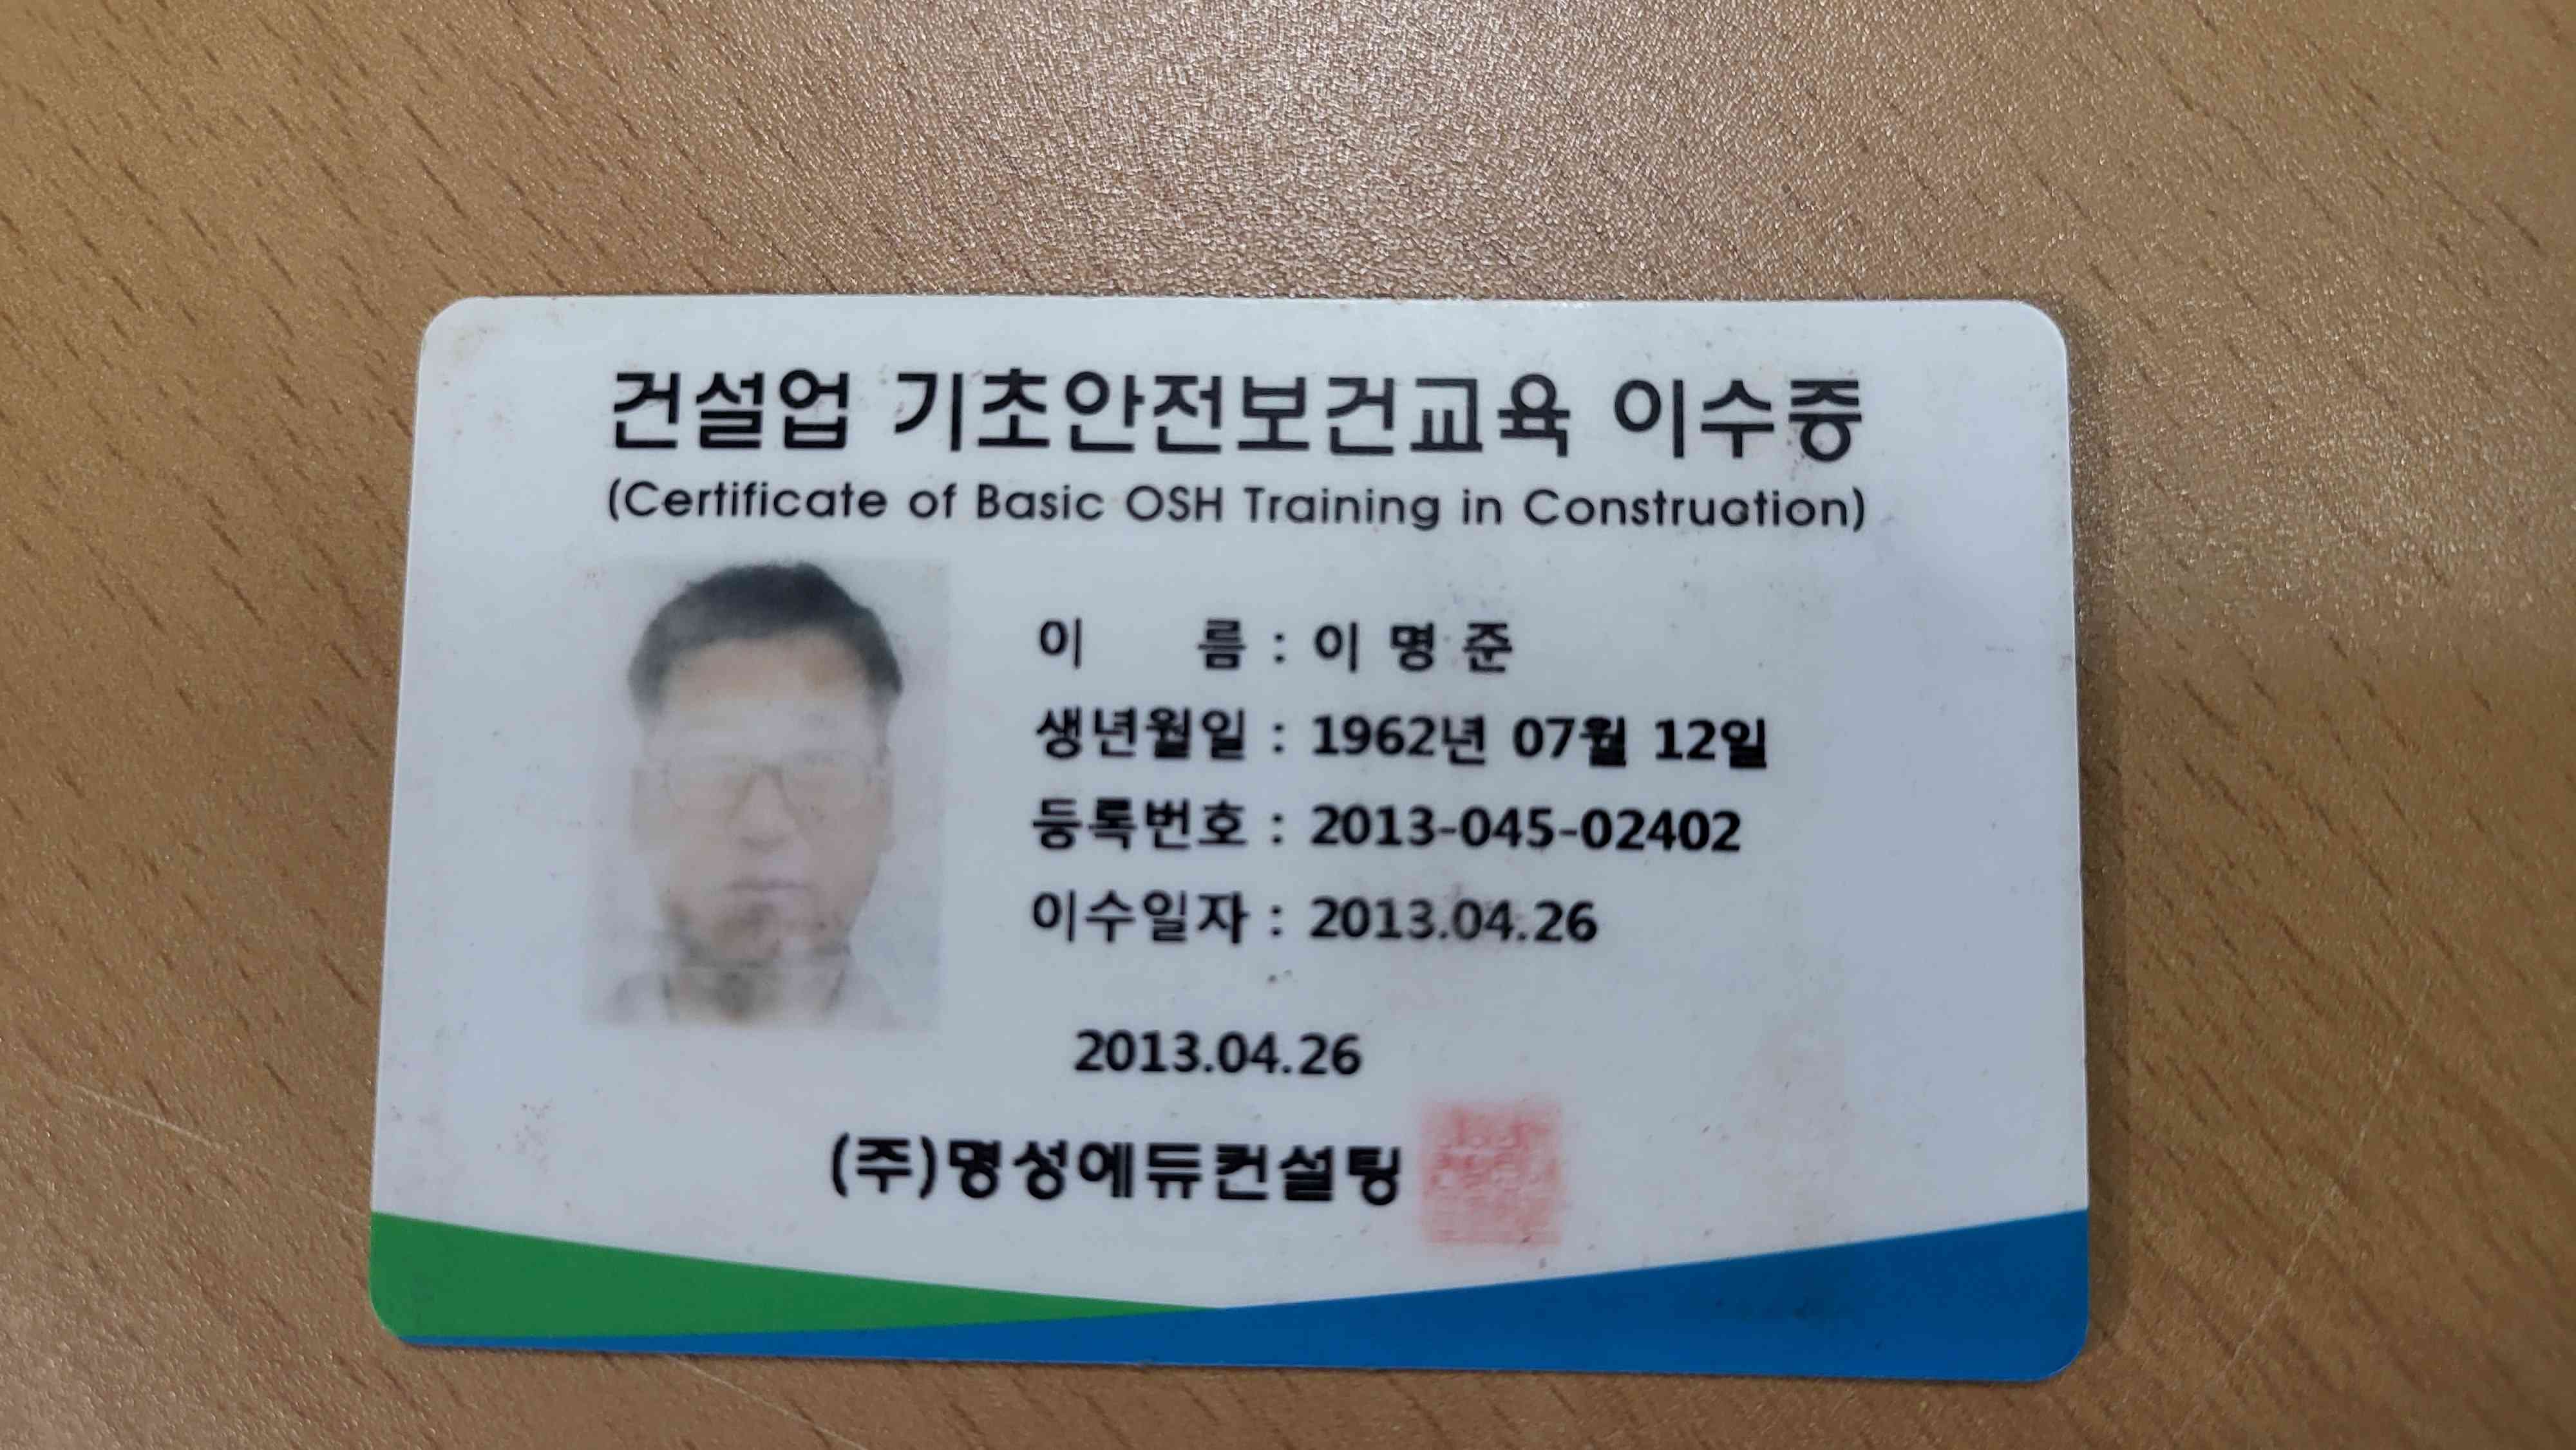 건설업 기초안전보건교육 이수증
(Certificate of Basic OSH Training in Construction)
이 름 : 이 명 준
생년월일 : 1962년 07월 12일
등록번호 : 2013-045-02402
이수일자 : 2013.04.26
2013.04.26
(주)명성에듀컨설팅